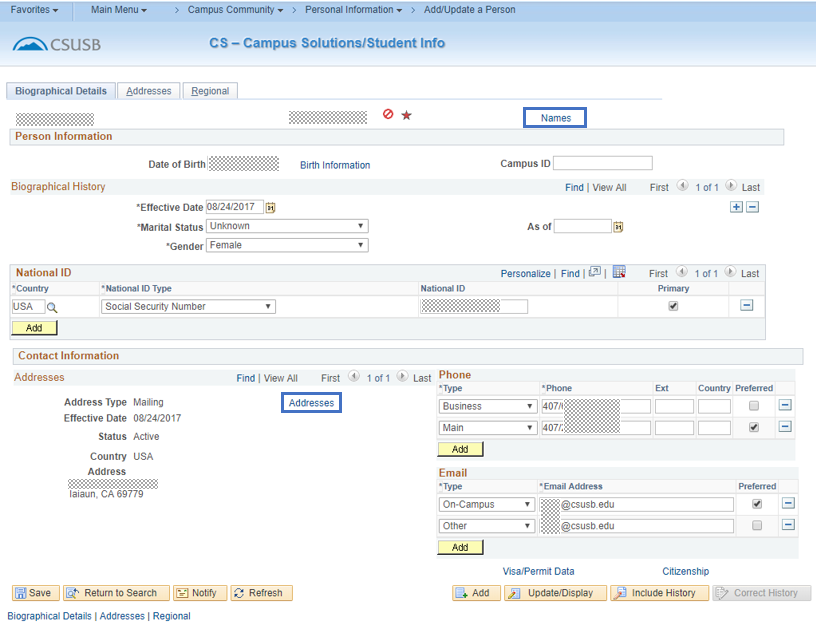 Favorites Main Menu > Campus Community > Personal Information > Add/Update a Person
CSUSB CS – Campus Solutions/Student Info
Biographical Details Addresses Regional
Names
Person Information
Date of Birth Birth Information Campus ID
Biographical History Find | View All First 1 of 1 Last
*Effective Date 08/24/2017
*Marital Status Unknown As of
*Gender Female
National ID Personalize | Find | | First 1 of 1 Last
*Country *National ID Type National ID Primary
USA Social Security Number
Add
Contact Information
Addresses Find | View All First 1 of 1 Last
Address Type Mailing Addresses
Effective Date 08/24/2017
Status Active
Country USA
Address
Iaiaun, CA 69779
Phone
*Type *Phone Ext Country Preferred
Business 407/
Main 407/
Add
Email
*Type *Email Address Preferred
On-Campus @csusb.edu
Other @csusb.edu
Add
Visa/Permit Data Citizenship
Save Return to Search Notify Refresh Add Update/Display Include History Correct History
Biographical Details | Addresses | Regional